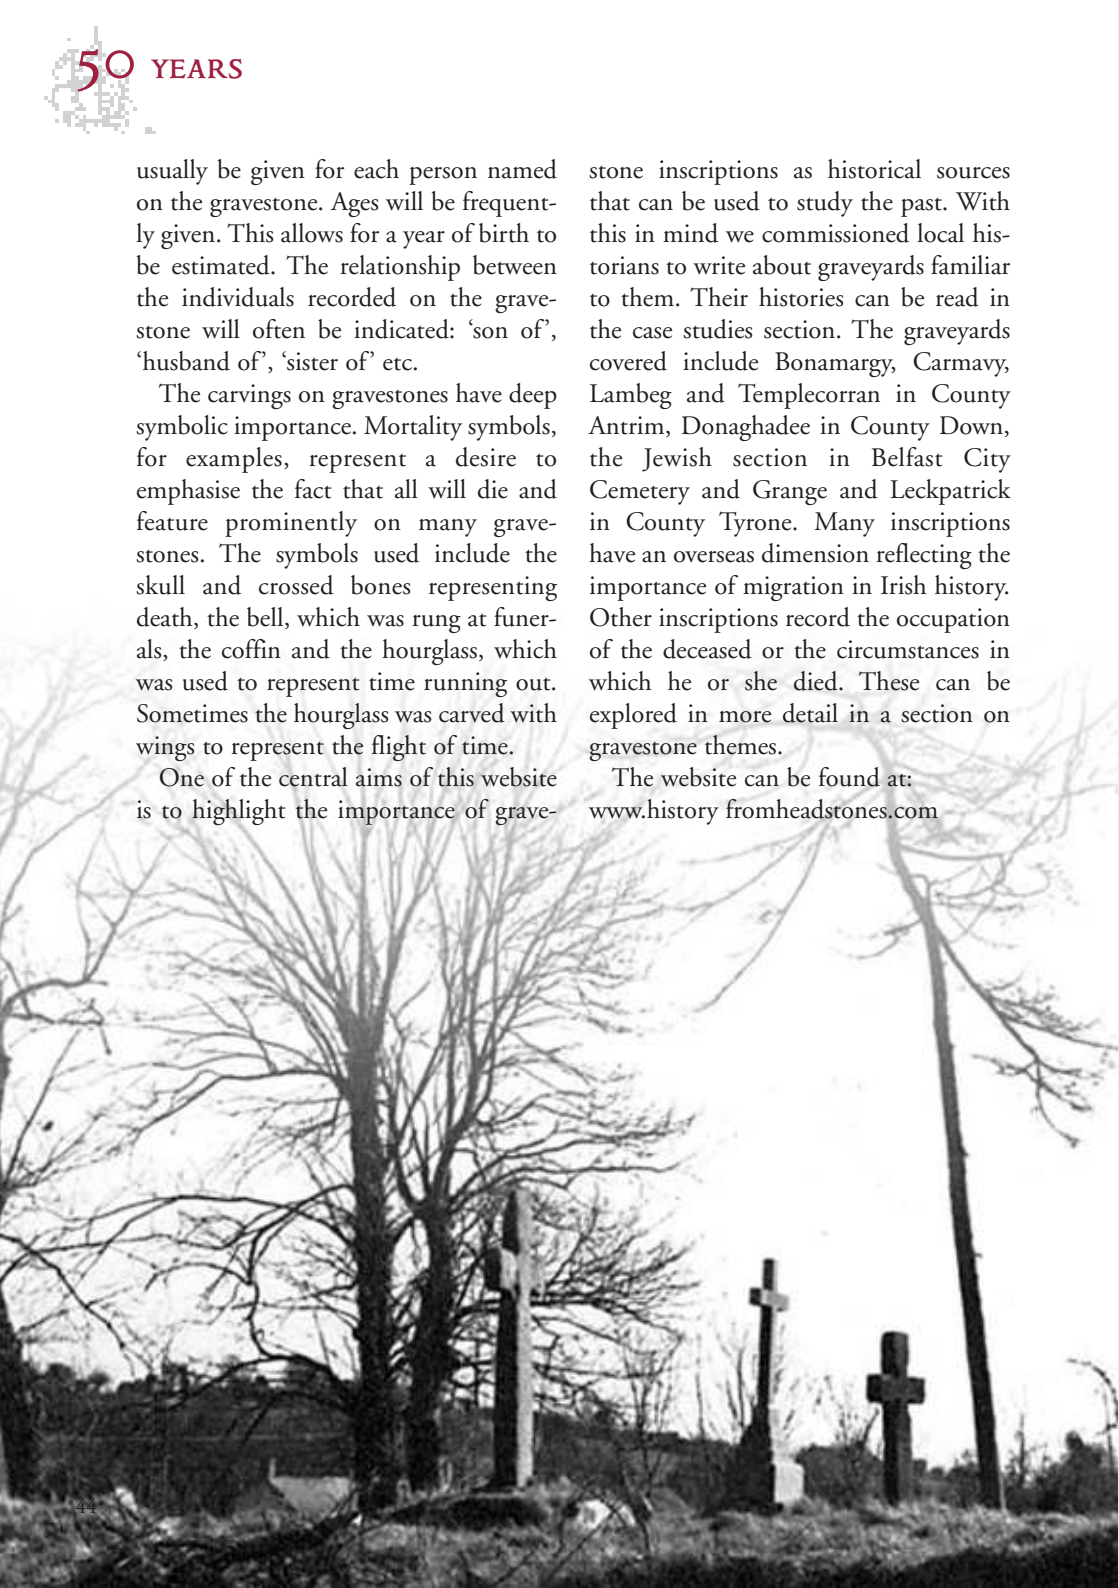 50 YEARS
usually be given for each person named
on the gravestone. Ages will be frequent-
ly given. This allows for a year of birth to
be estimated. The relationship between
the individuals recorded on the grave-
stone will often be indicated: ‘son of’,
‘husband of’, ‘sister of’ etc.
The carvings on gravestones have deep
symbolic importance. Mortality symbols,
for examples, represent a desire to
emphasise the fact that all will die and
feature prominently on many grave-
stones. The symbols used include the
skull and crossed bones representing
death, the bell, which was rung at funer-
als, the coffin and the hourglass, which
was used to represent time running out.
Sometimes the hourglass was carved with
wings to represent the flight of time.
One of the central aims of this website
is to highlight the importance of grave-
stone inscriptions as historical sources
that can be used to study the past. With
this in mind we commissioned local his-
torians to write about graveyards familiar
to them. Their histories can be read in
the case studies section. The graveyards
covered include Bonamargy, Carmavy,
Lambeg and Templecorran in County
Antrim, Donaghadee in County Down,
the Jewish section in Belfast City
Cemetery and Grange and Leckpatrick
in County Tyrone. Many inscriptions
have an overseas dimension reflecting the
importance of migration in Irish history.
Other inscriptions record the occupation
of the deceased or the circumstances in
which he or she died. These can be
explored in more detail in a section on
gravestone themes.
The website can be found at:
www.history fromheadstones.com
44